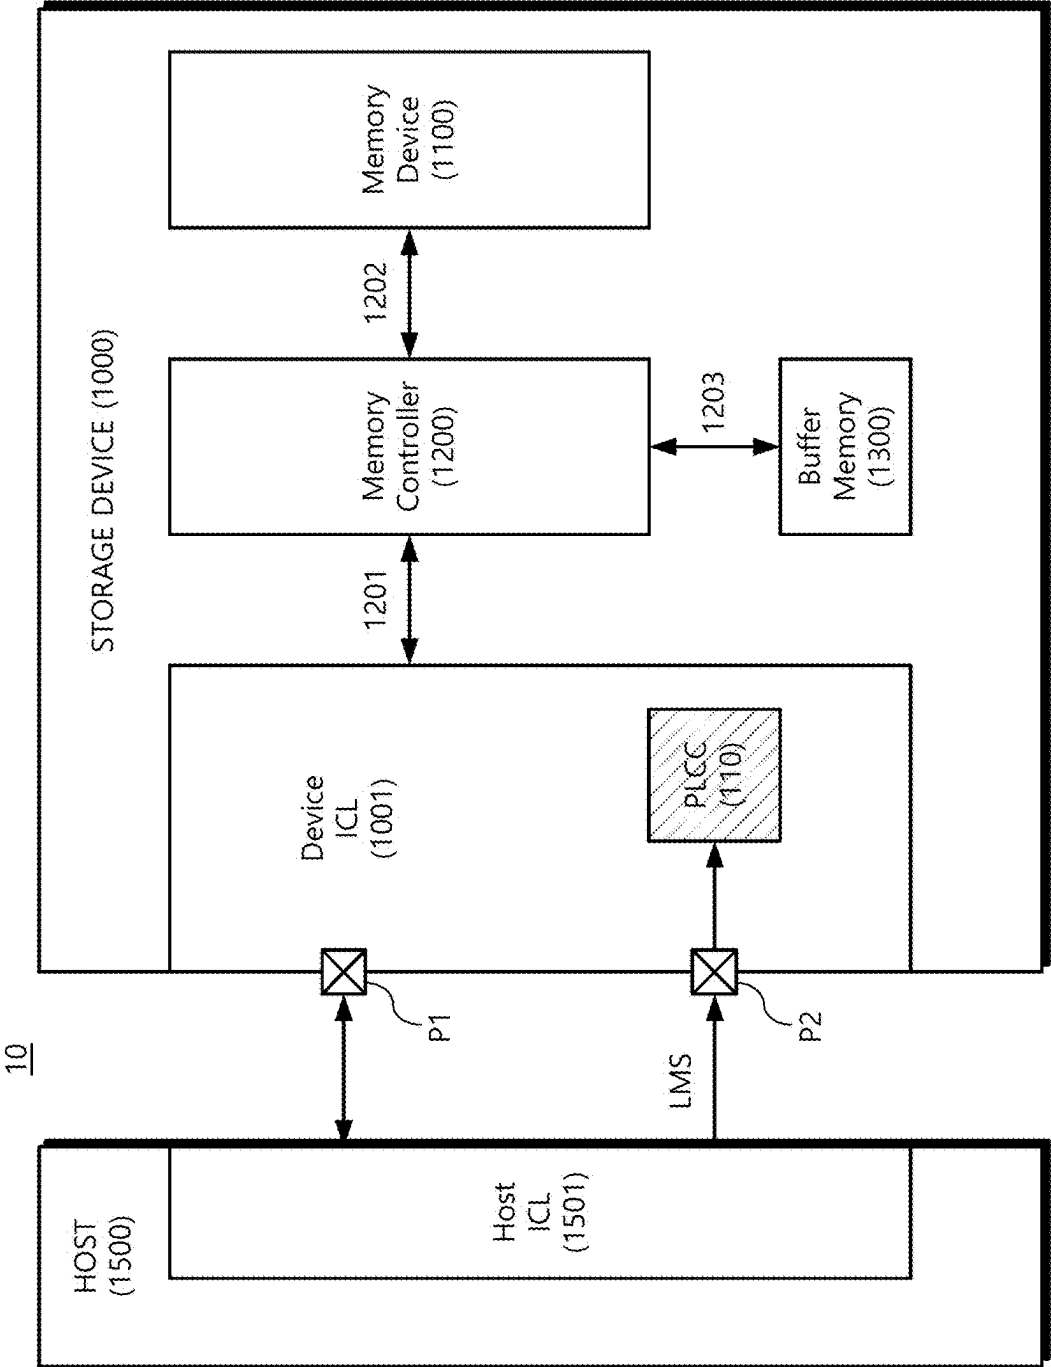 10
HOST
(1500)
Host
ICL
(1501)
LMS
P1
P2
STORAGE DEVICE (1000)
Device
ICL
(1001)
PLCC
(110)
1201
Memory
Controller
(1200)
1203
Buffer
Memory
(1300)
1202
Memory
Device
(1100)